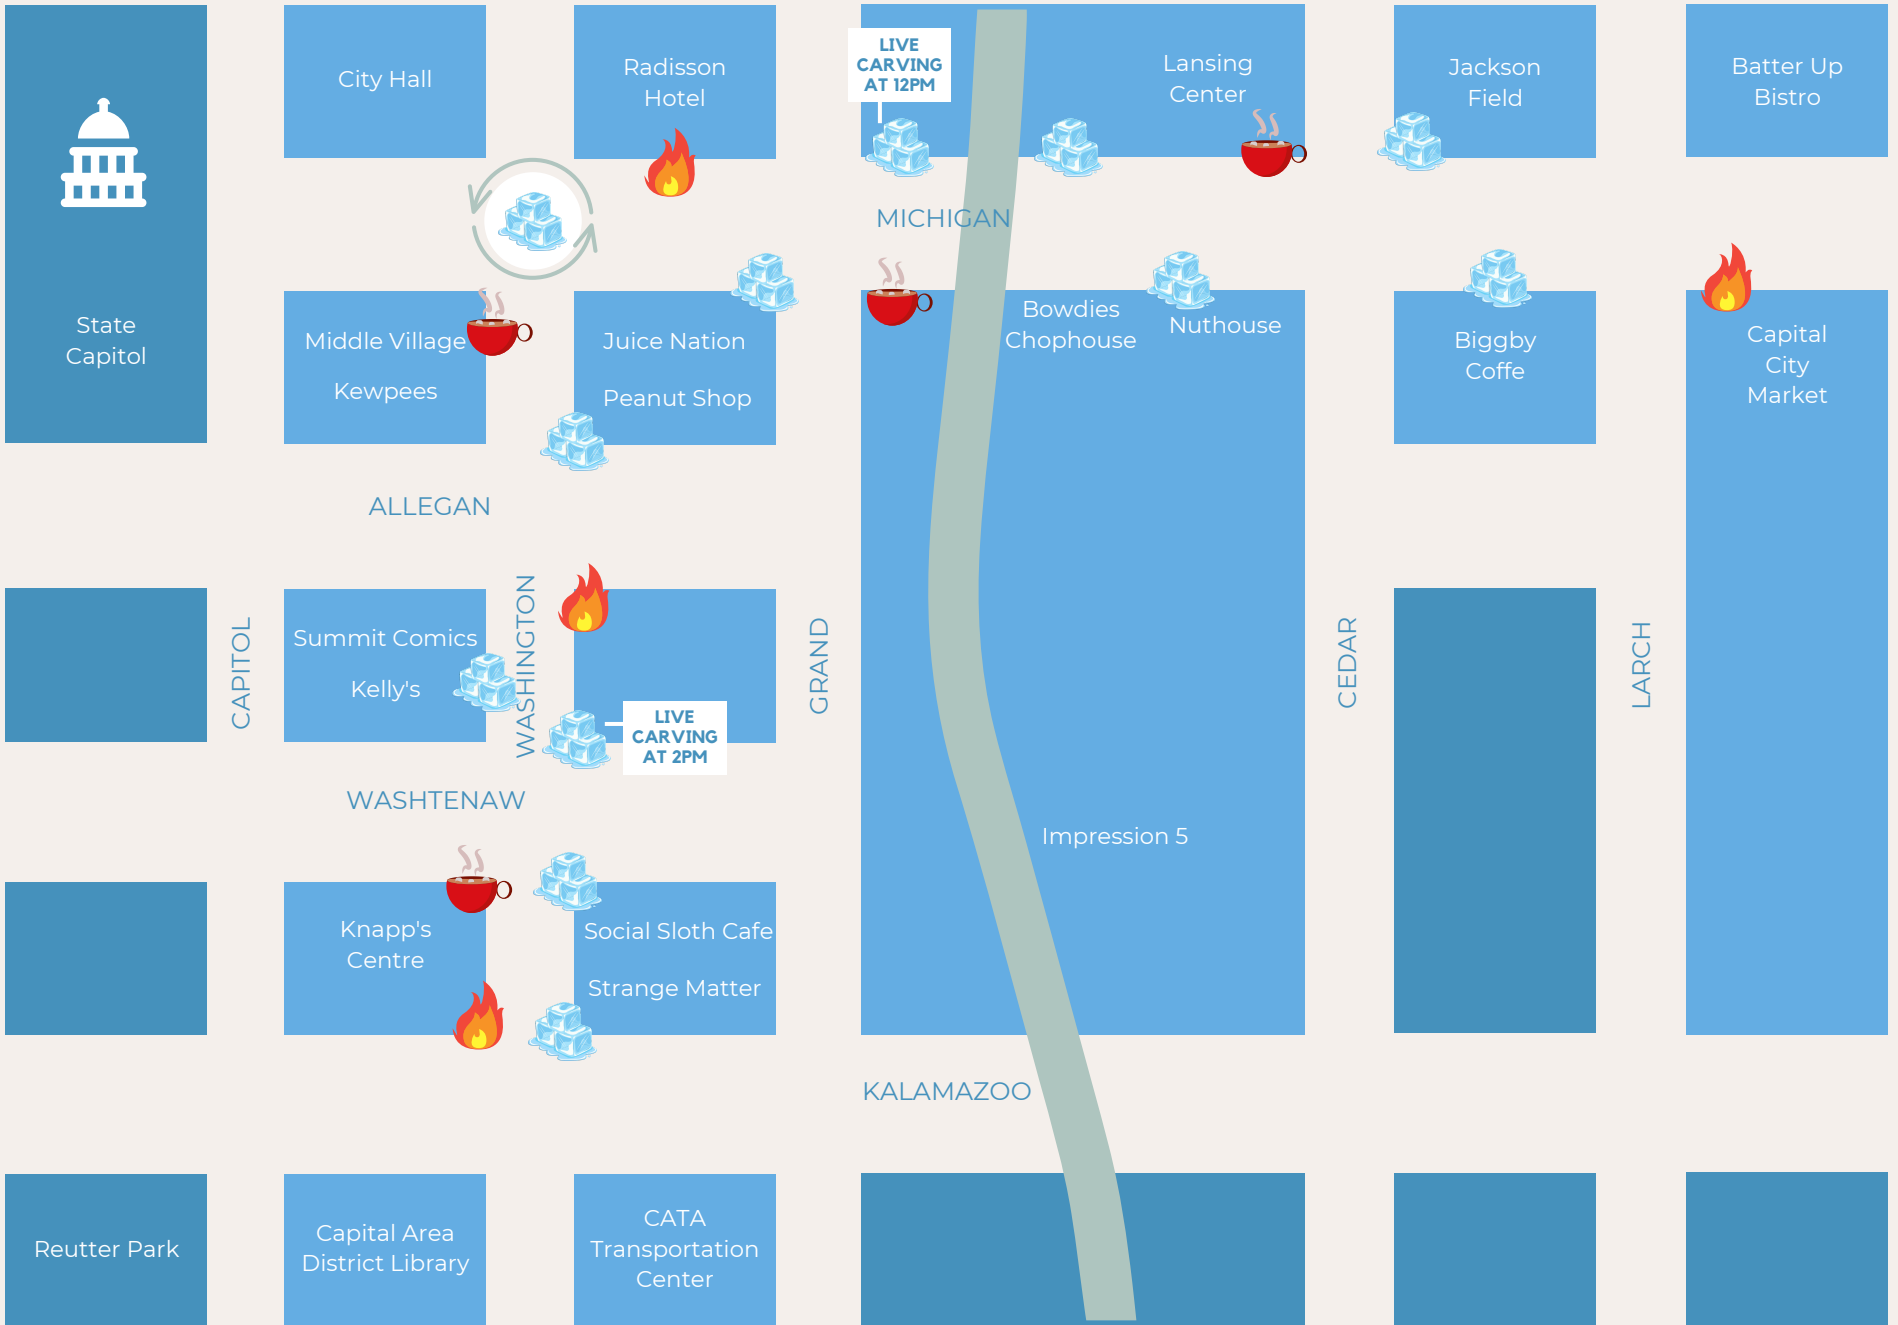 City Hall
Radisson
Hotel
LIVE
CARVING
AT 12PM
Lansing
Center
Jackson
Field
Batter Up
Bistro
MICHIGAN
State
Capitol
Middle Village
Kewpees
Juice Nation
Peanut Shop
Bowdies
Chophouse
Nuthouse
Biggby
Coffe
Capital
City
Market
ALLEGAN
CAPITOL
Summit Comics
Kelly's
WASHINGTON
LIVE
CARVING
AT 2PM
GRAND
CEDAR
LARCH
WASHTENAW
Impression 5
Knapp's
Centre
Social Sloth Cafe
Strange Matter
KALAMAZOO
Reutter Park
Capital Area
District Library
CATA
Transportation
Center